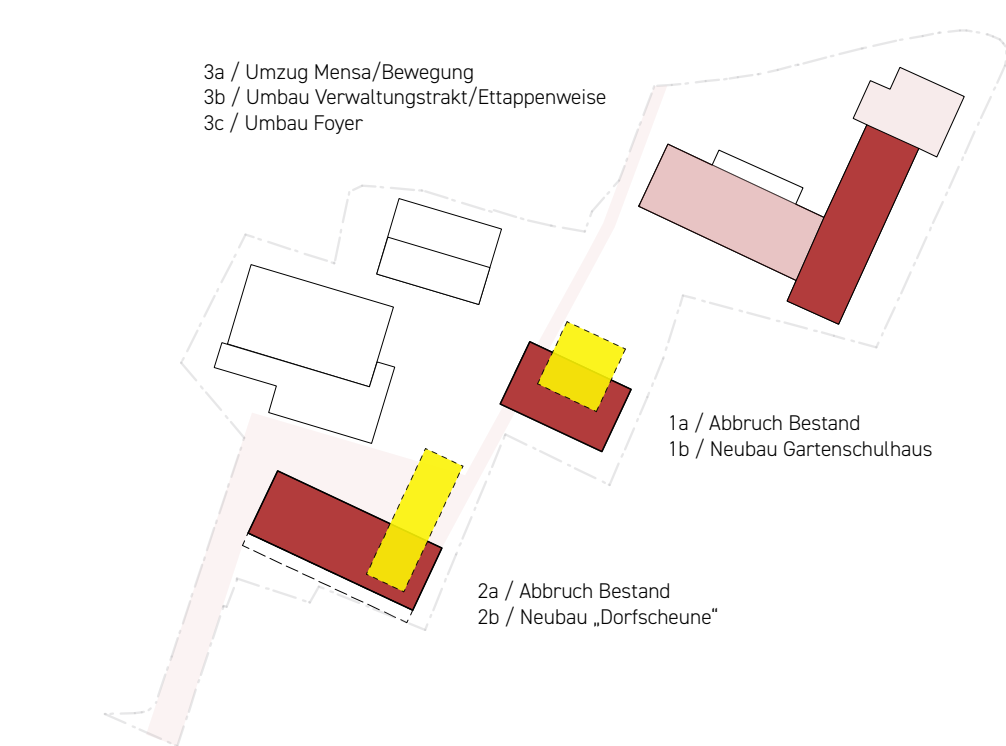 3a / Umzug Mensa/Bewegung
3b / Umbau Verwaltungstrakt/Ettappenweise
3c / Umbau Foyer
1a / Abbruch Bestand
1b / Neubau Gartenschulhaus
2a / Abbruch Bestand
2b / Neubau „Dorfscheune“